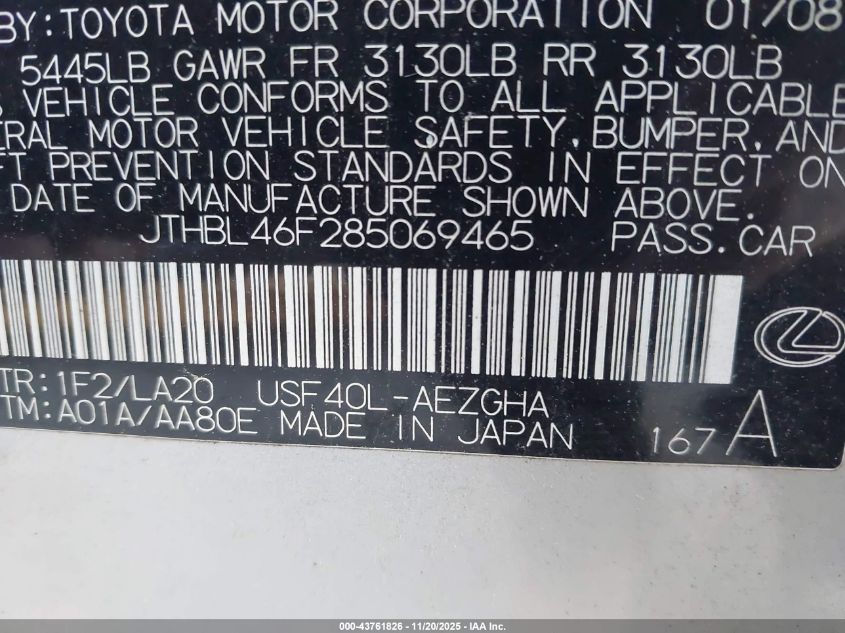 BY:TOYOTA MOTOR CORPORATION 01/08
5445LB GAWR FR 3130LB RR 3130LB
VEHICLE CONFORMS TO ALL APPLICABLE
ERAL MOTOR VEHICLE SAFETY, BUMPER, AND
FT PREVENTION STANDARDS IN EFFECT ON
DATE OF MANUFACTURE SHOWN ABOVE.
JTHBL46F285069465 PASS.CAR
TR:1F2/LA20 USF40L-AEZGHA
TM:A01A/AA80E MADE IN JAPAN 167 A
000-43761826 - 11/20/2025 - IAA Inc.